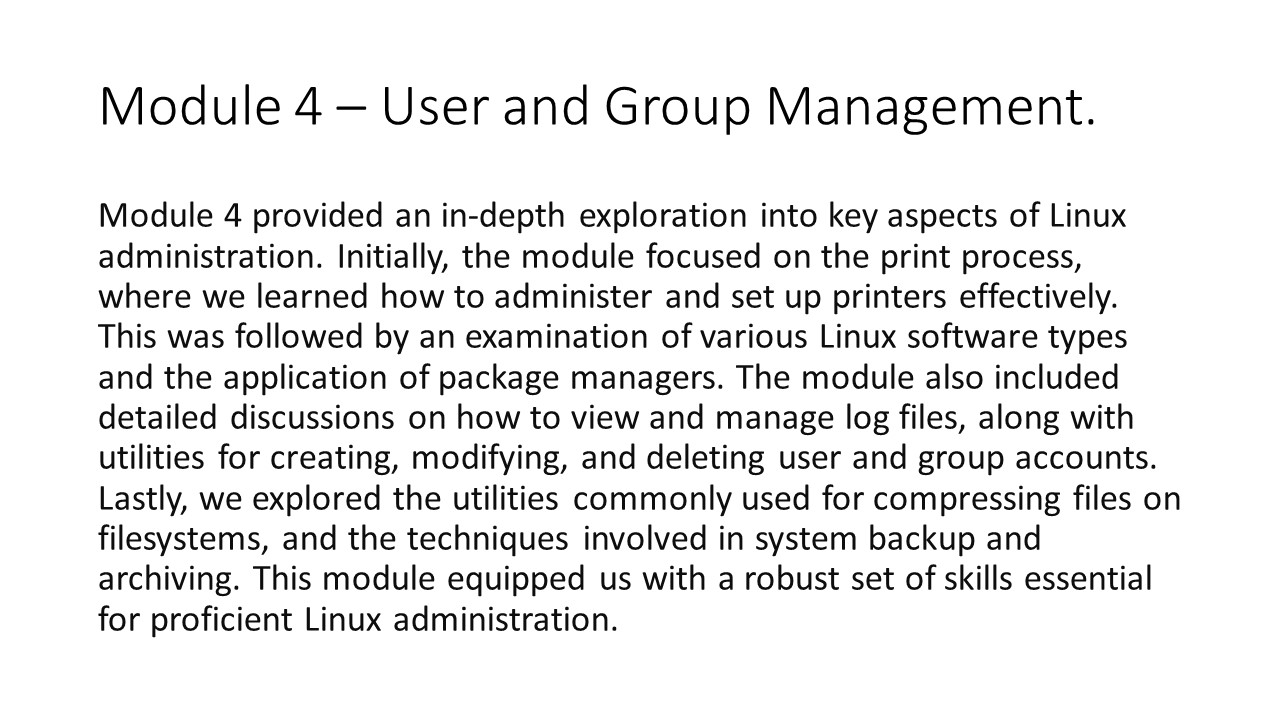 Module 4 – User and Group Management.
Module 4 provided an in-depth exploration into key aspects of Linux
administration. Initially, the module focused on the print process,
where we learned how to administer and set up printers effectively.
This was followed by an examination of various Linux software types
and the application of package managers. The module also included
detailed discussions on how to view and manage log files, along with
utilities for creating, modifying, and deleting user and group accounts.
Lastly, we explored the utilities commonly used for compressing files on
filesystems, and the techniques involved in system backup and
archiving. This module equipped us with a robust set of skills essential
for proficient Linux administration.